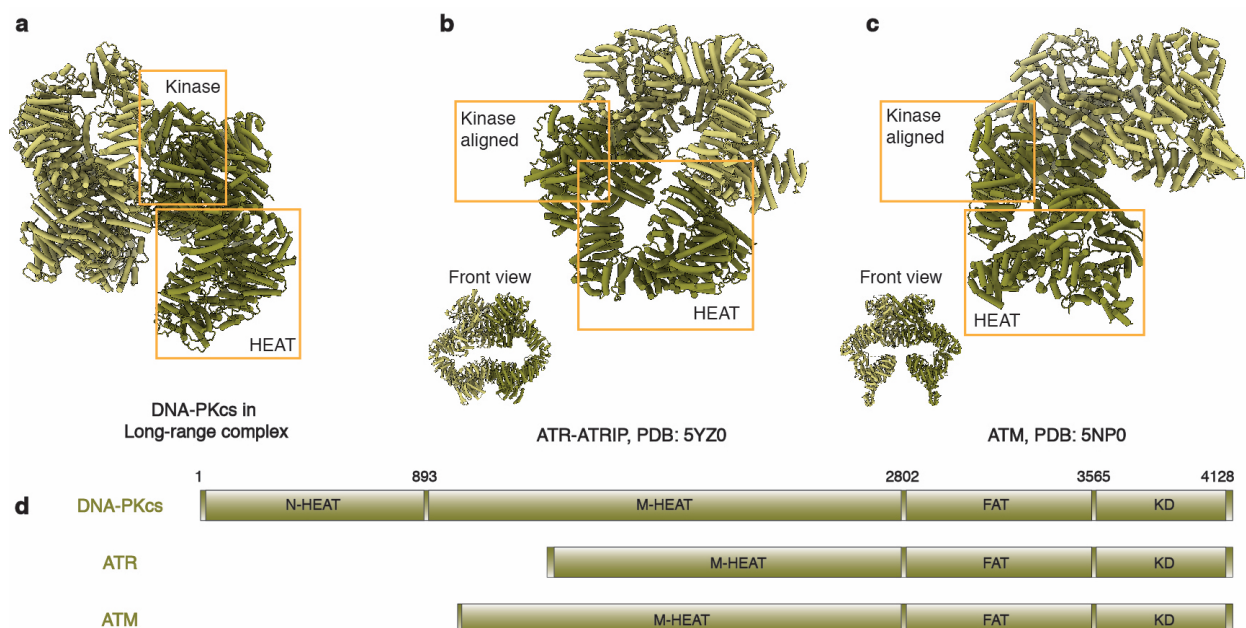 a
b
c
Kinase
Kinase
aligned
Kinase
aligned
HEAT
HEAT
HEAT
Front view
Front view
DNA-PKcs in
Long-range complex
ATR-ATRIP, PDB: 5YZ0
ATM, PDB: 5NP0
d
1 893 2802 3565 4128
DNA-PKcs N-HEAT M-HEAT FAT KD
ATR M-HEAT FAT KD
ATM M-HEAT FAT KD